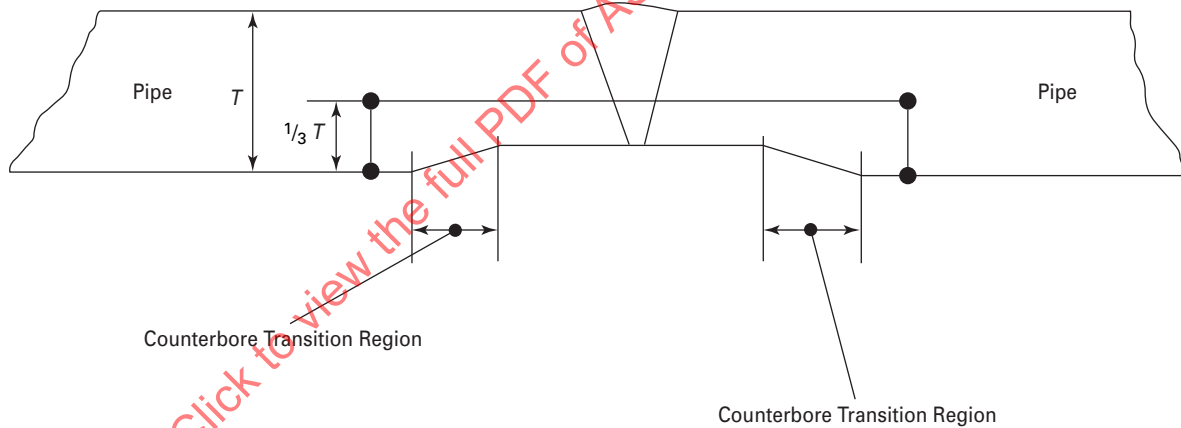 Pipe
T
1/3 T
Pipe
Counterbore Transition Region
Counterbore Transition Region
Click to view the full PDF of